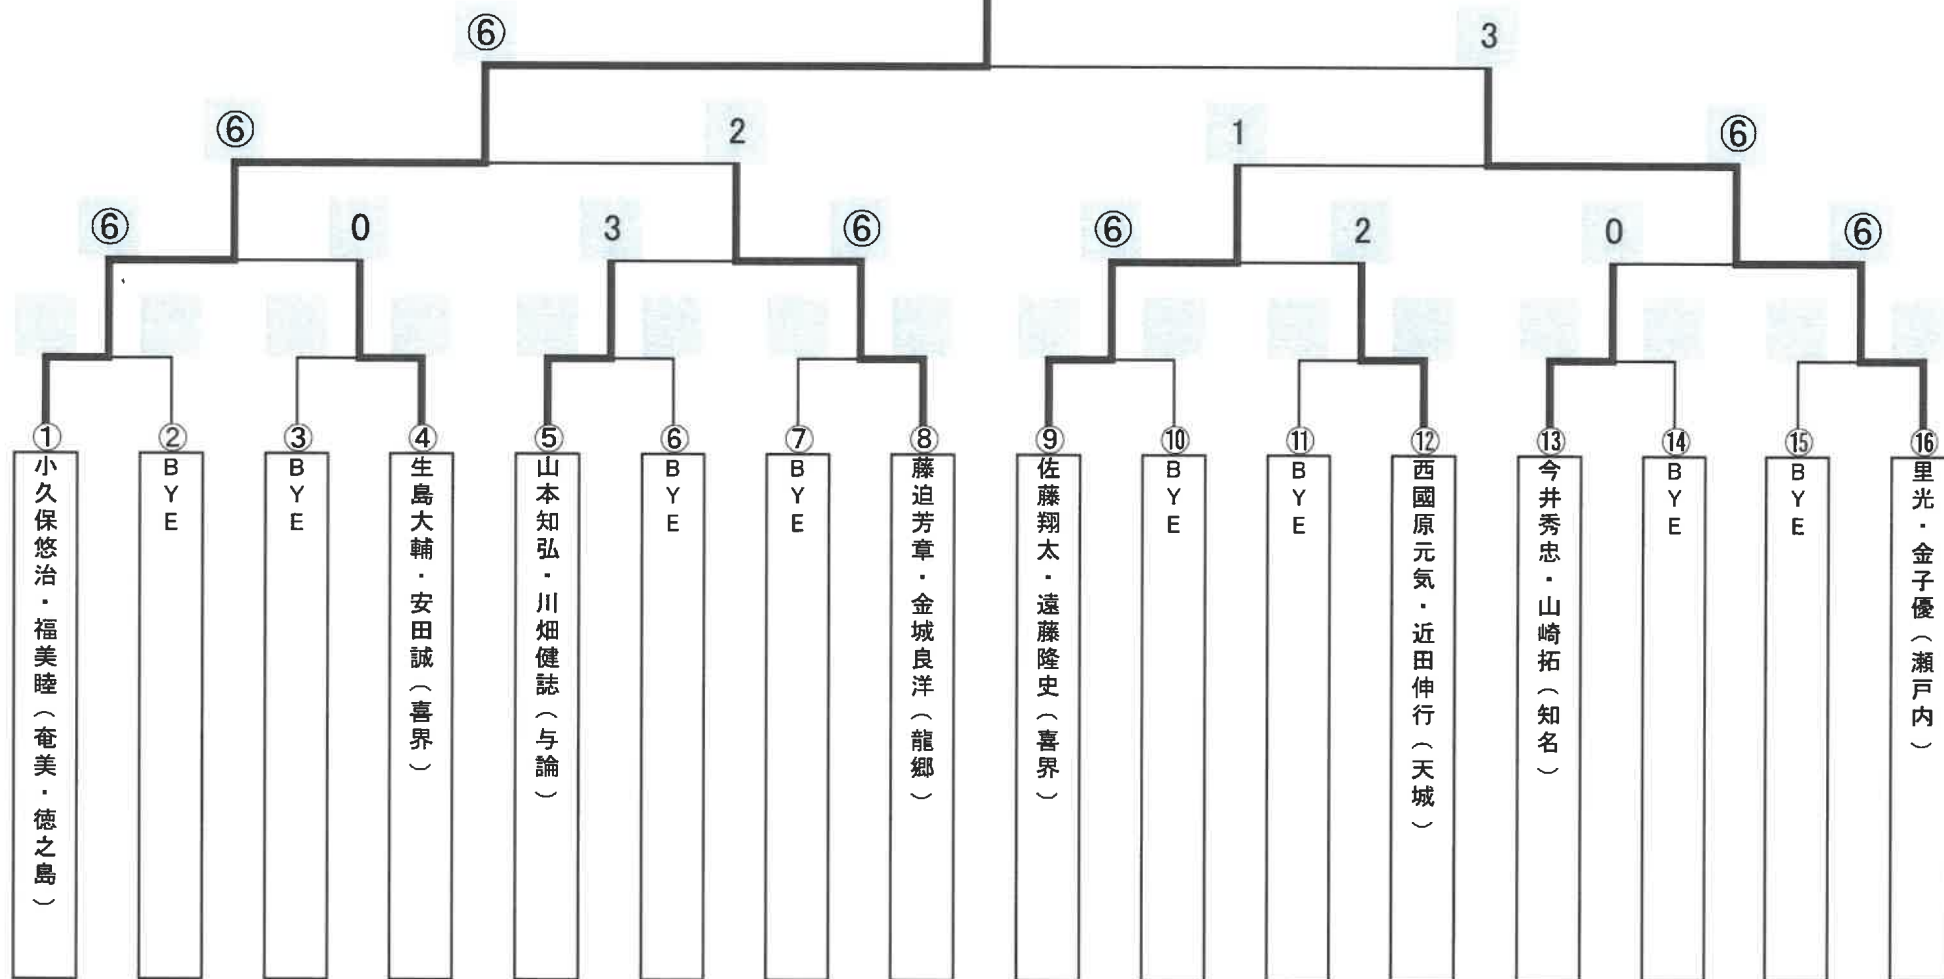 ⑥ 3
⑥ 2 1 ⑥
⑥ 0 3 ⑥ ⑥ 2 0 ⑥
① ② ③ ④ ⑤ ⑥ ⑦ ⑧ ⑨ ⑩ ⑪ ⑫ ⑬ ⑭ ⑮ ⑯
小久保悠治・福美睦(奄美・徳之島)
BYE
BYE
生島大輔・安田誠(喜界)
山本知弘・川畑健誌(与論)
BYE
BYE
藤迫芳章・金城良洋(龍郷)
佐藤翔太・遠藤隆史(喜界)
BYE
BYE
西國原元気・近田伸行(天城)
今井秀忠・山崎拓(知名)
BYE
BYE
里光・金子優(瀬戸内)